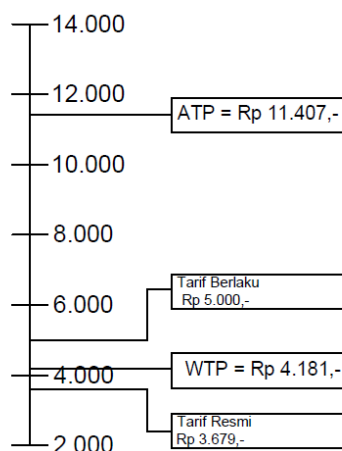 14.000
12.000
ATP = Rp 11.407,-
10.000
8.000
Tarif Berlaku
Rp 5.000,-
6.000
WTP = Rp 4.181,-
4.000
Tarif Resmi
Rp 3.679,-
2.000